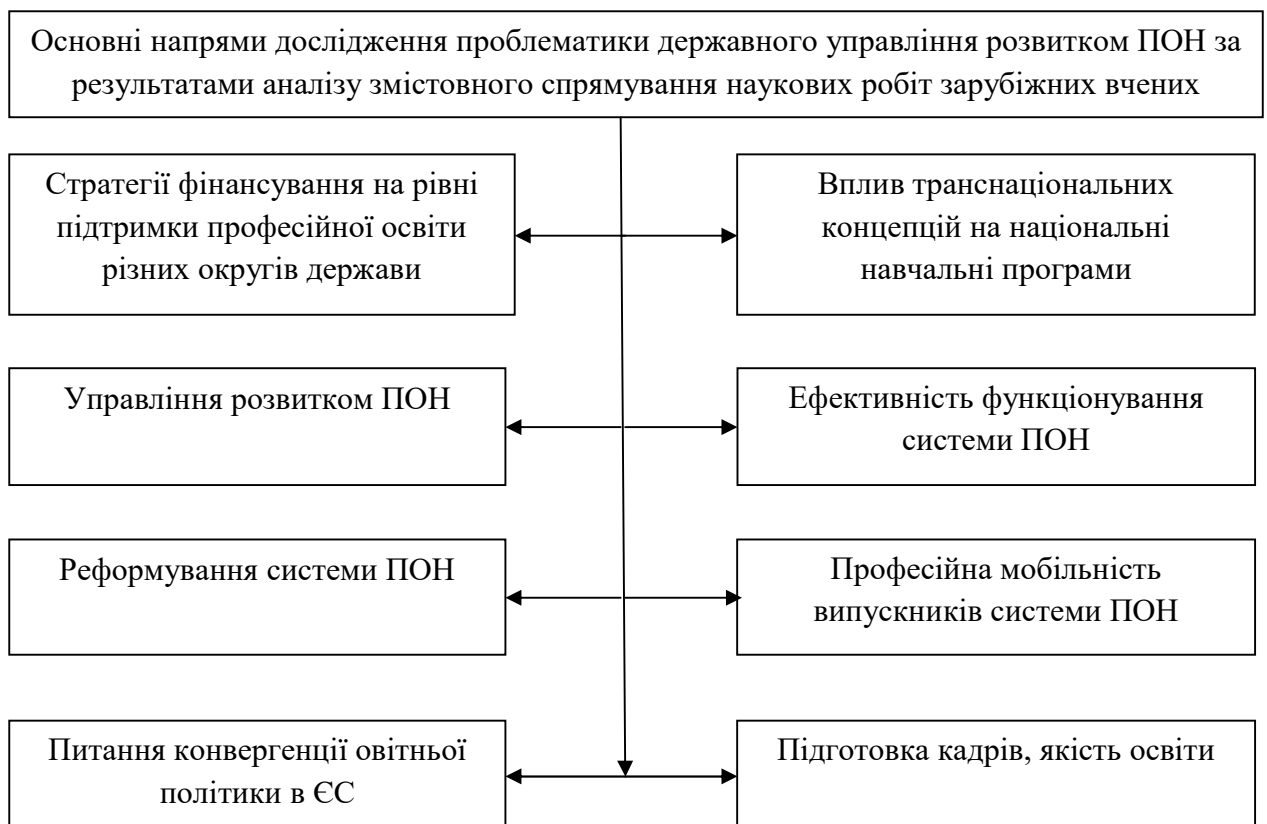 Основні напрями дослідження проблематики державного управління розвитком ПОН за
результатами аналізу змістовного спрямування наукових робіт зарубіжних вчених
Стратегії фінансування на рівні
підтримки професійної освіти
різних округів держави
Вплив транснаціональних
концепцій на національні
навчальні програми
Управління розвитком ПОН
Ефективність функціонування
системи ПОН
Реформування системи ПОН
Професійна мобільність
випускників системи ПОН
Питання конвергенції овітньої
політики в ЄС
Підготовка кадрів, якість освіти